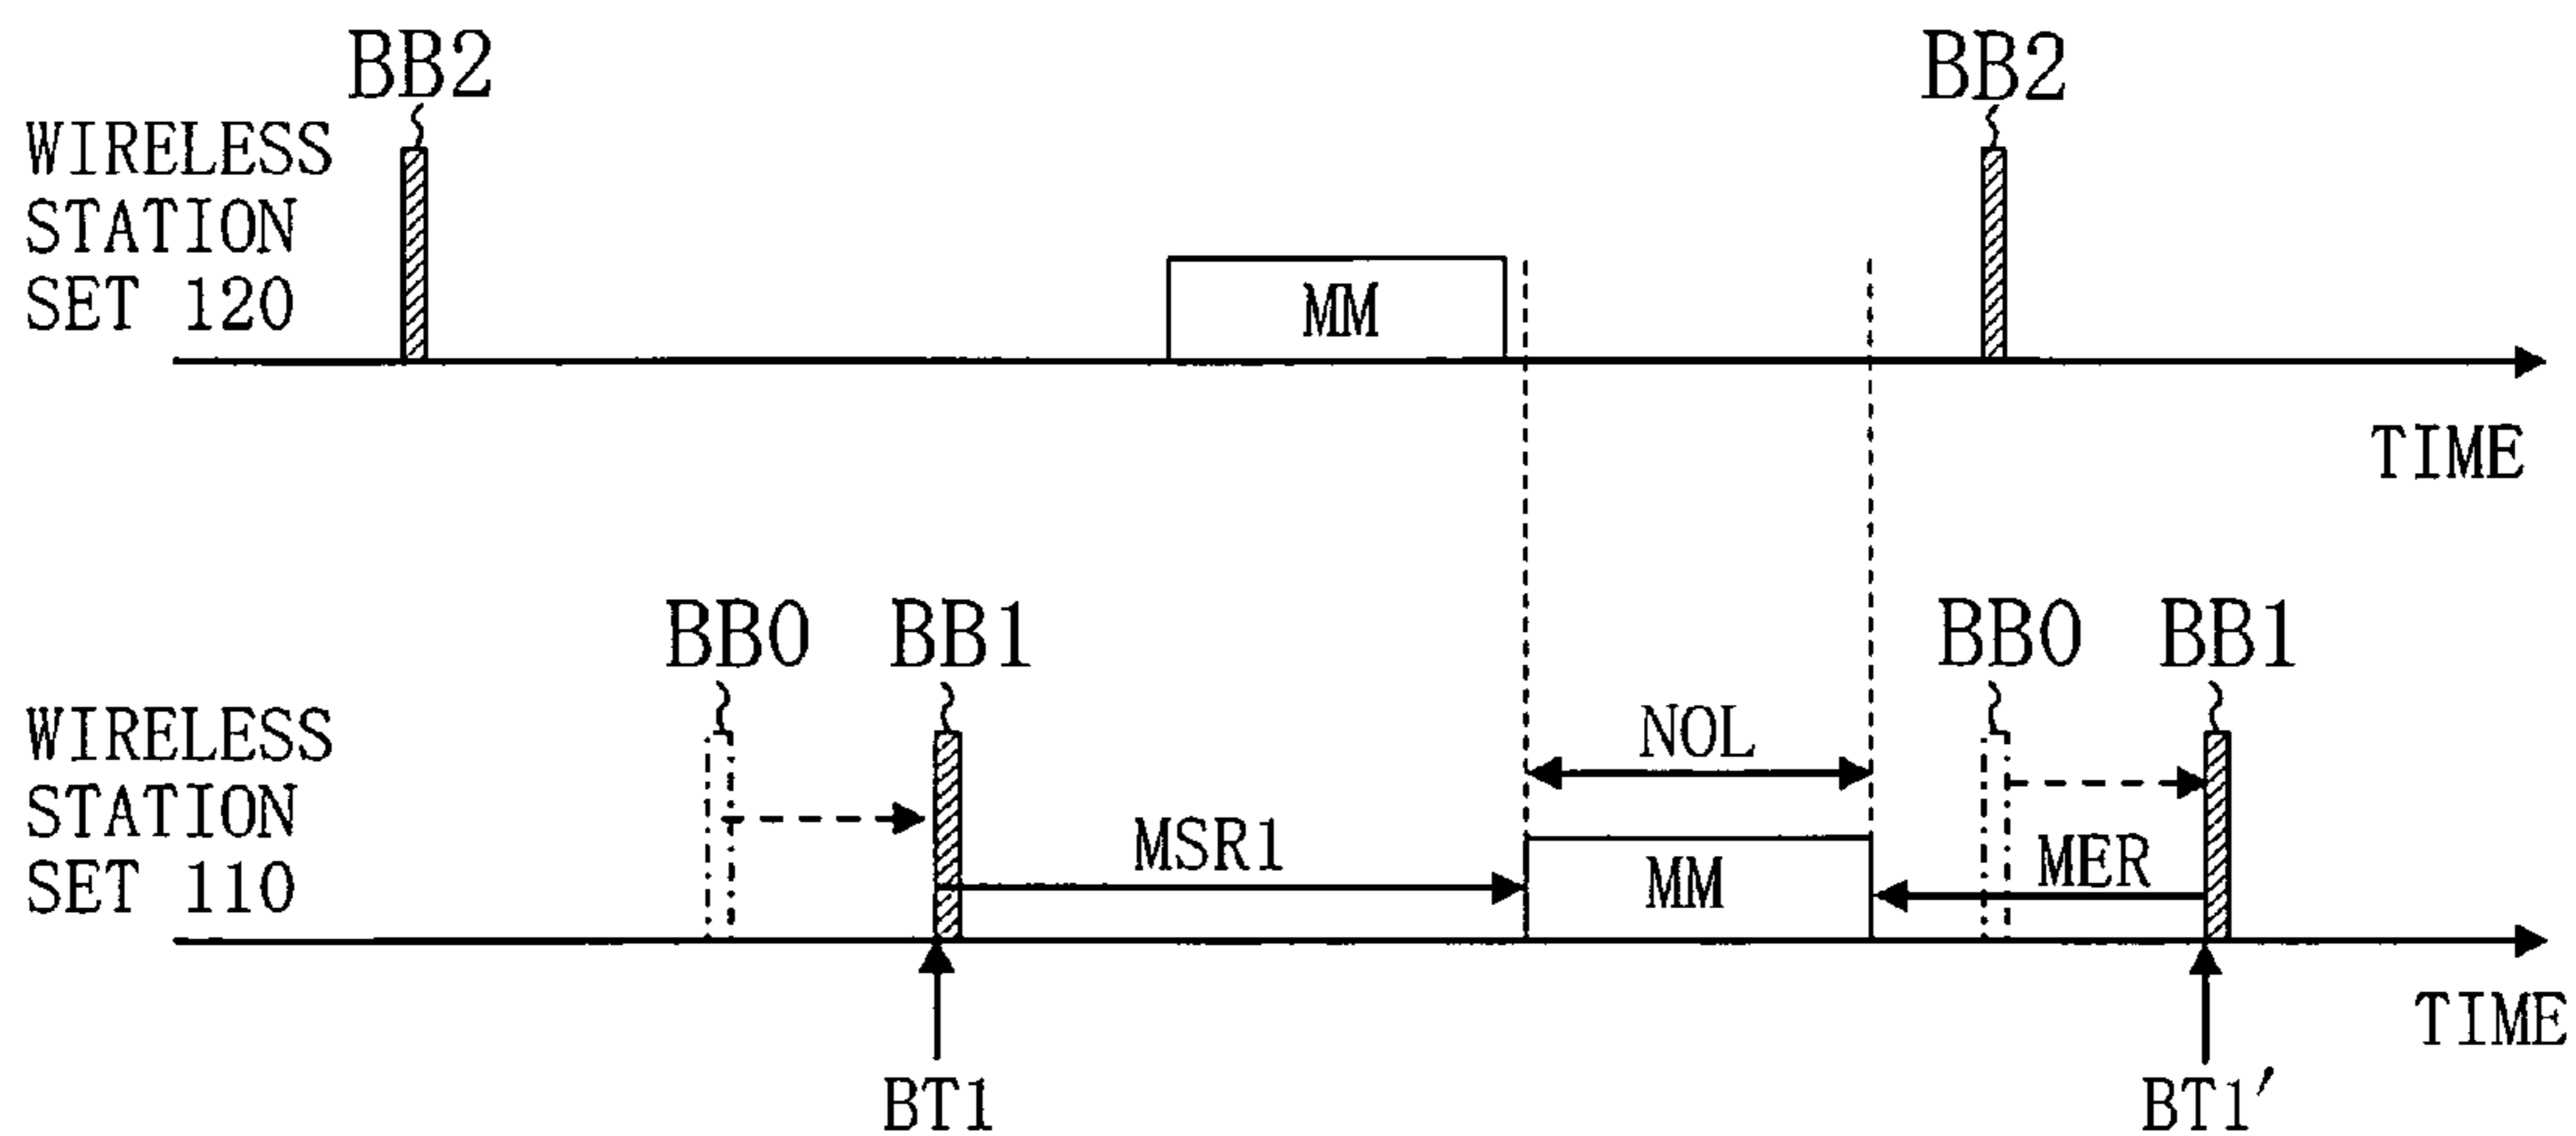 BB2
BB2
WIRELESS
STATION
SET 120
MM
TIME
BB0
BB1
BB0
BB1
WIRELESS
STATION
SET 110
NOL
MSR1
MM
MER
TIME
BT1
BT1′